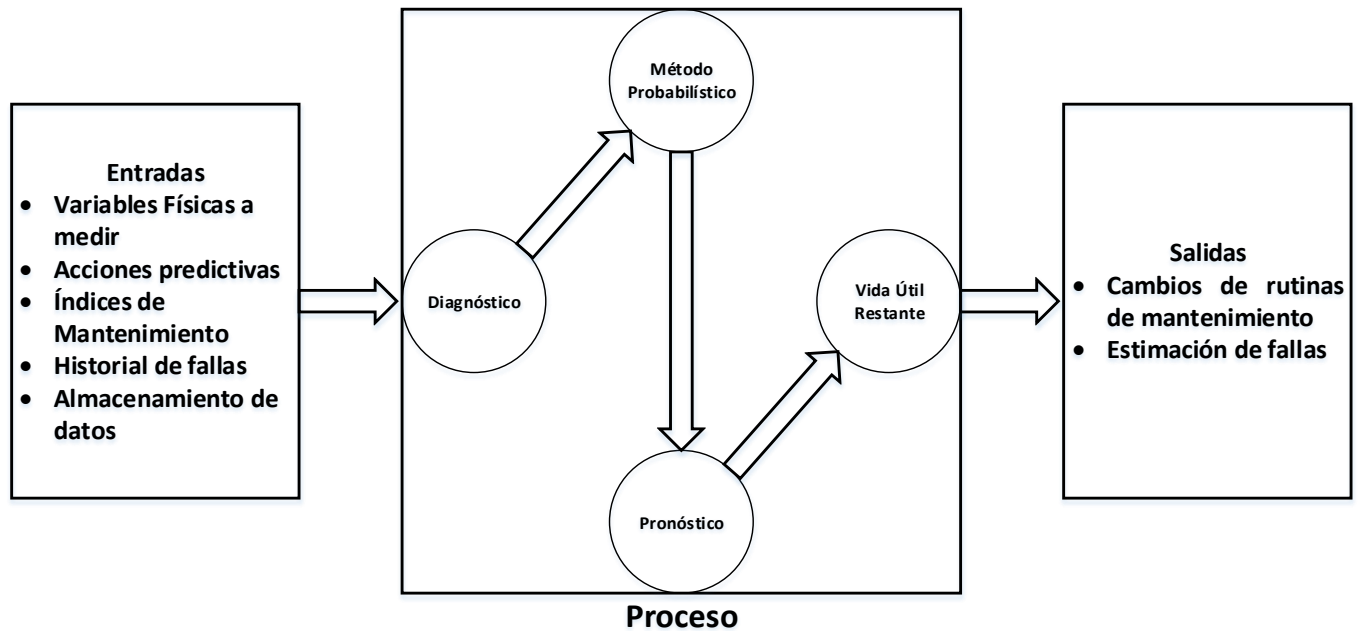 Entradas
• Variables Físicas a
medir
• Acciones predictivas
• Índices de
Mantenimiento
• Historial de fallas
• Almacenamiento de
datos
Diagnóstico
Método
Probabilístico
Pronóstico
Vida Útil
Restante
Proceso
Salidas
• Cambios de rutinas
de mantenimiento
• Estimación de fallas